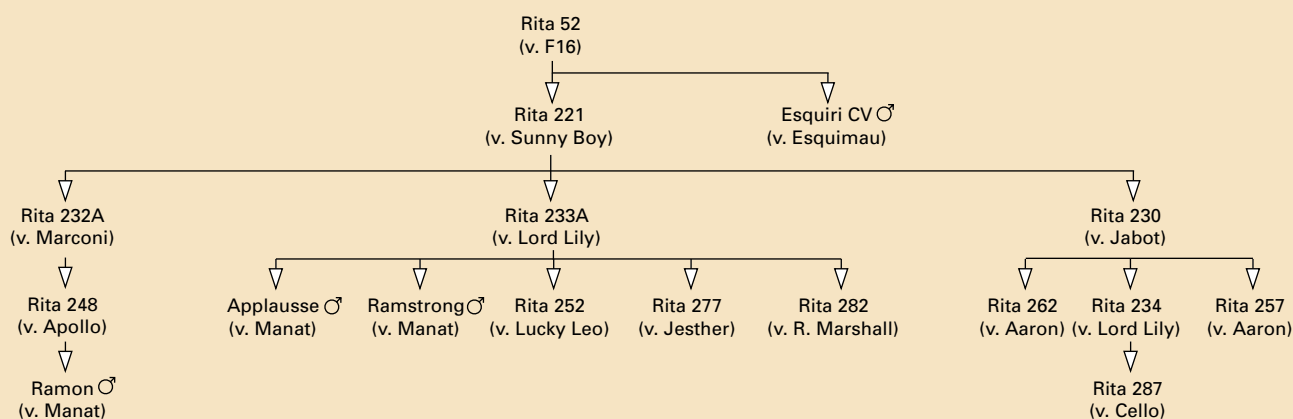 Rita 52
(v. F16)
Rita 221
(v. Sunny Boy)
Esquiri CV ♂
(v. Esquimau)
Rita 232A
(v. Marconi)
Rita 233A
(v. Lord Lily)
Rita 230
(v. Jabot)
Rita 248
(v. Apollo)
Applausse ♂
(v. Manat)
Ramstrong ♂
(v. Manat)
Rita 252
(v. Lucky Leo)
Rita 277
(v. Jesther)
Rita 282
(v. R. Marshall)
Rita 262
(v. Aaron)
Rita 234
(v. Lord Lily)
Rita 257
(v. Aaron)
Ramon ♂
(v. Manat)
Rita 287
(v. Cello)